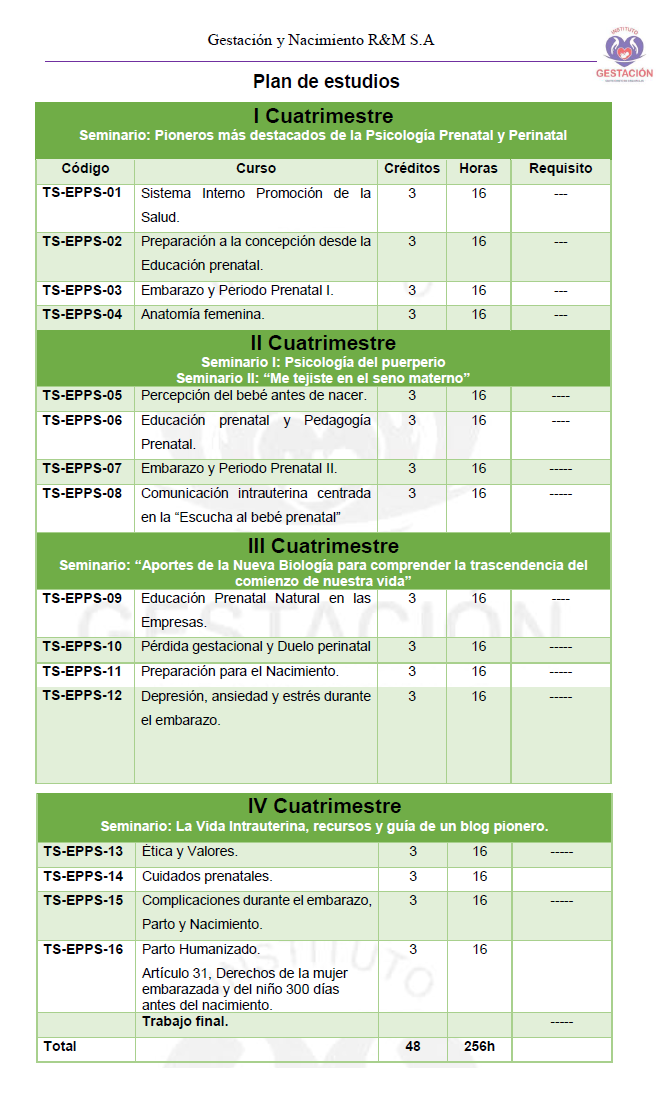 Gestación y Nacimiento R&M S.A
INSTITUTO
GESTACIÓN
Plan de estudios
I Cuatrimestre
Seminario: Pioneros más destacados de la Psicología Prenatal y Perinatal
Código Curso Créditos Horas Requisito
TS-EPPS-01 Sistema Interno Promoción de la 3 16 ---
Salud.
TS-EPPS-02 Preparación a la concepción desde la 3 16 ---
Educación prenatal.
TS-EPPS-03 Embarazo y Periodo Prenatal I. 3 16 ---
TS-EPPS-04 Anatomía femenina. 3 16 ---
II Cuatrimestre
Seminario I: Psicología del puerperio
Seminario II: “Me tejiste en el seno materno”
TS-EPPS-05 Percepción del bebé antes de nacer. 3 16 ----
TS-EPPS-06 Educación prenatal y Pedagogía 3 16 ----
Prenatal.
TS-EPPS-07 Embarazo y Periodo Prenatal II. 3 16 -----
TS-EPPS-08 Comunicación intrauterina centrada 3 16 -----
en la “Escucha al bebé prenatal”
III Cuatrimestre
Seminario: “Aportes de la Nueva Biología para comprender la trascendencia del
comienzo de nuestra vida”
TS-EPPS-09 Educación Prenatal Natural en las 3 16 ----
Empresas.
GESTACIÓN
TS-EPPS-10 Pérdida gestacional y Duelo perinatal 3 16 -----
TS-EPPS-11 Preparación para el Nacimiento. 3 16 -----
TS-EPPS-12 Depresión, ansiedad y estrés durante 3 16 -----
el embarazo.
IV Cuatrimestre
Seminario: La Vida Intrauterina, recursos y guía de un blog pionero.
TS-EPPS-13 Ética y Valores. 3 16 -----
TS-EPPS-14 Cuidados prenatales. 3 16
TS-EPPS-15 Complicaciones durante el embarazo, 3 16 -----
Parto y Nacimiento.
TS-EPPS-16 Parto Humanizado. 3 16
INSTITUTO
Artículo 31, Derechos de la mujer
embarazada y del niño 300 días
antes del nacimiento.
Trabajo final. -----
Total 48 256h